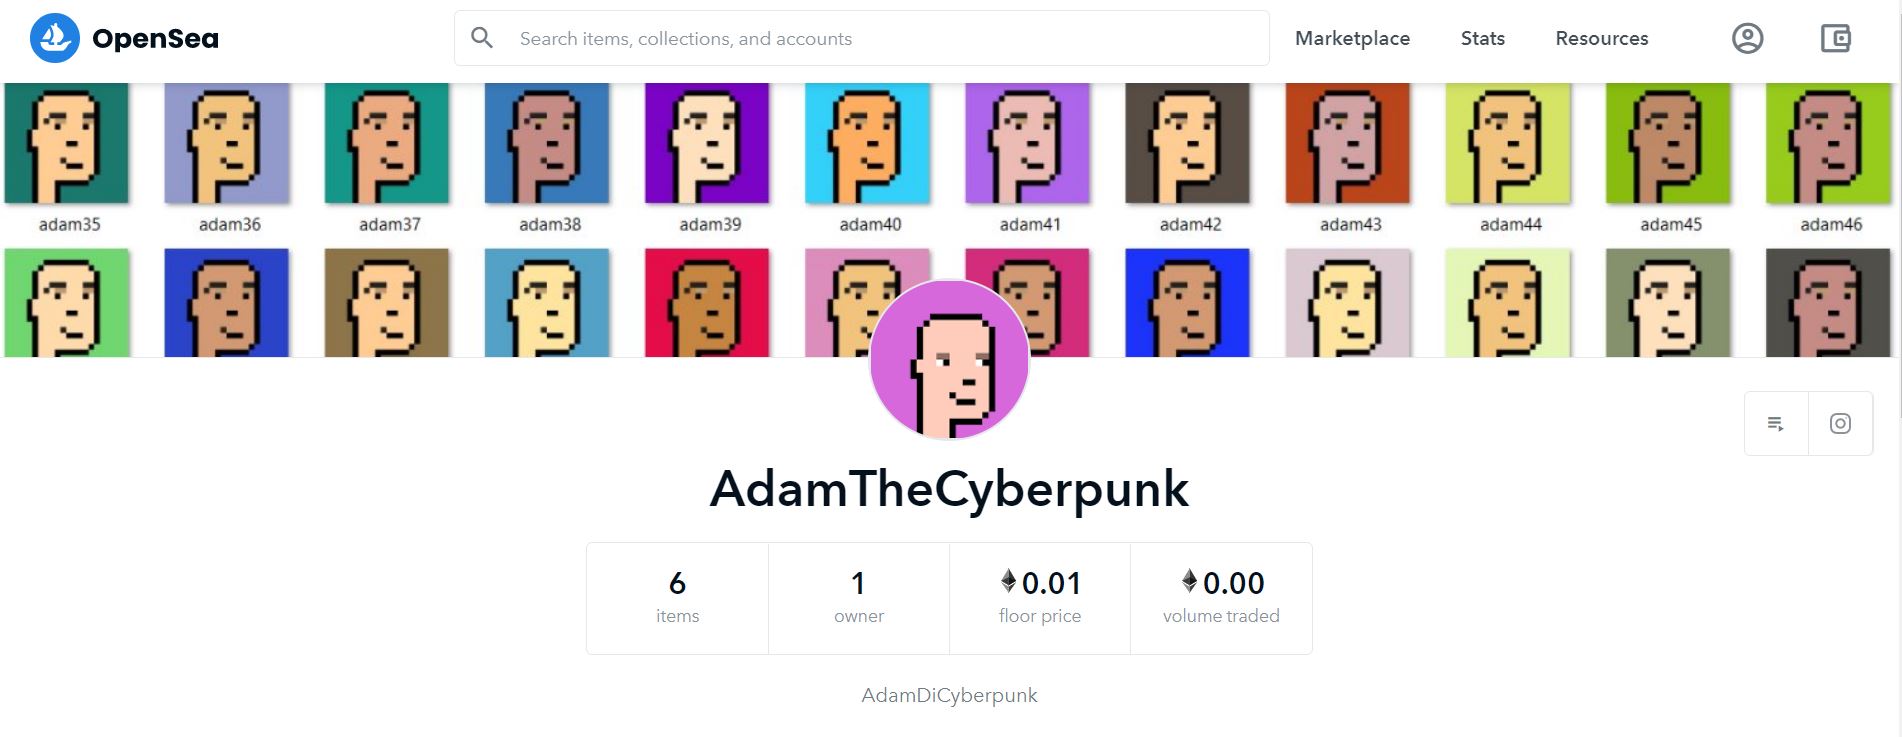 OpenSea
Search items, collections, and accounts
Marketplace
Stats
Resources
adam35 adam36 adam37 adam38 adam39 adam40 adam41 adam42 adam43 adam44 adam45 adam46
AdamTheCyberpunk
6 1 0.01 0.00
items owner floor price volume traded
AdamDiCyberpunk